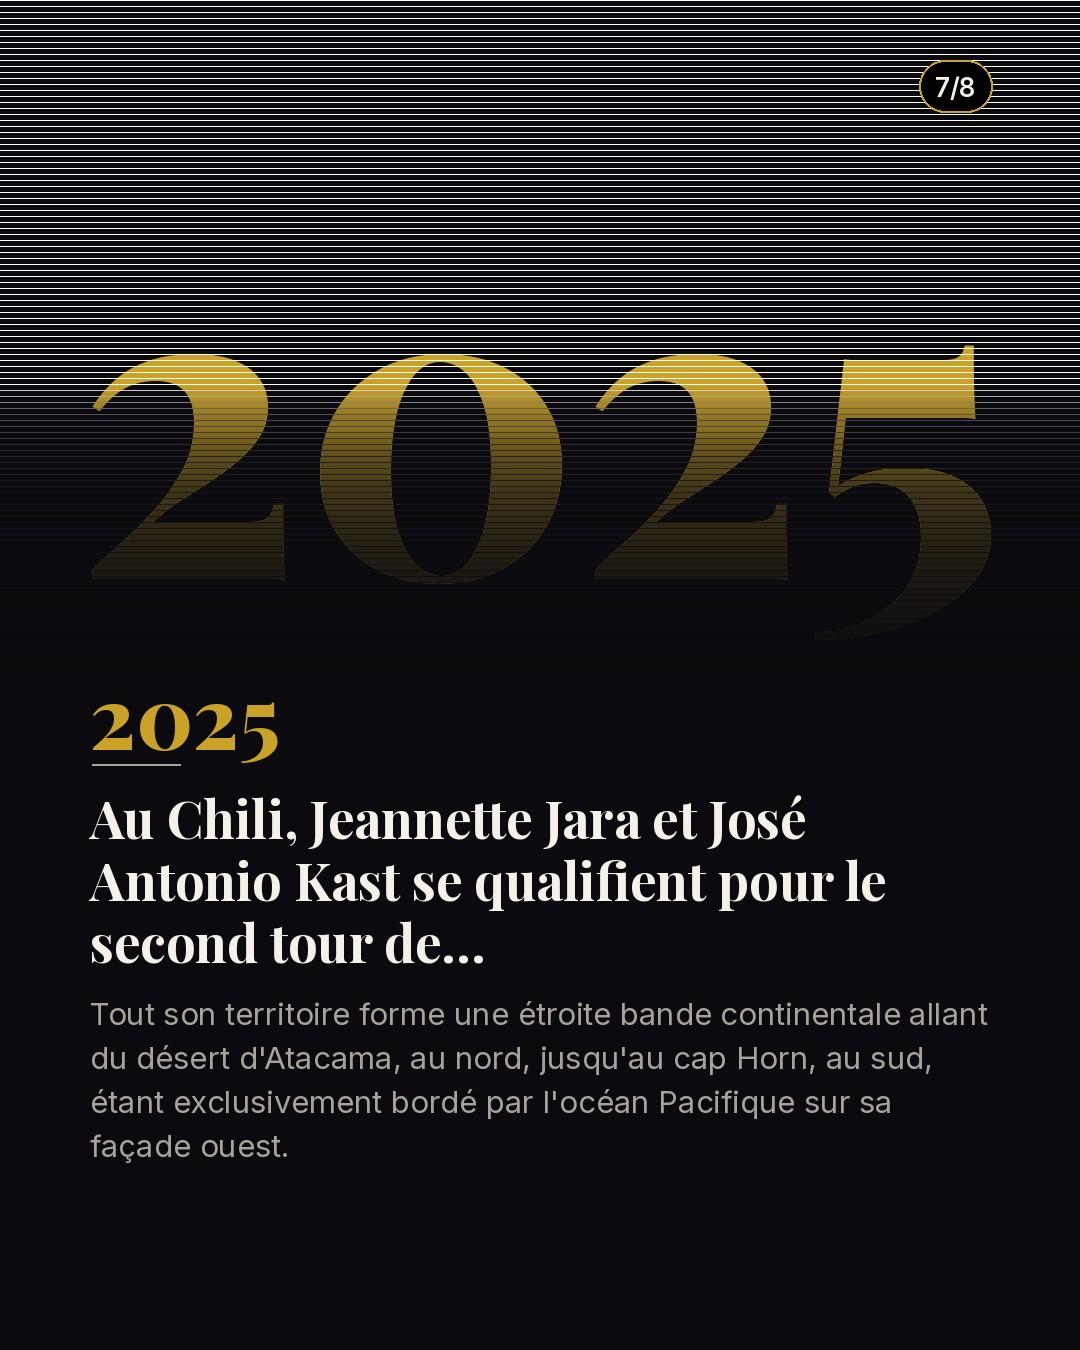 7/8
2025
2025
Au Chili, Jeannette Jara et José
Antonio Kast se qualifient pour le
second tour de...
Tout son territoire forme une étroite bande continentale allant
du désert d'Atacama, au nord, jusqu'au cap Horn, au sud,
étant exclusivement bordé par l'océan Pacifique sur sa
façade ouest.